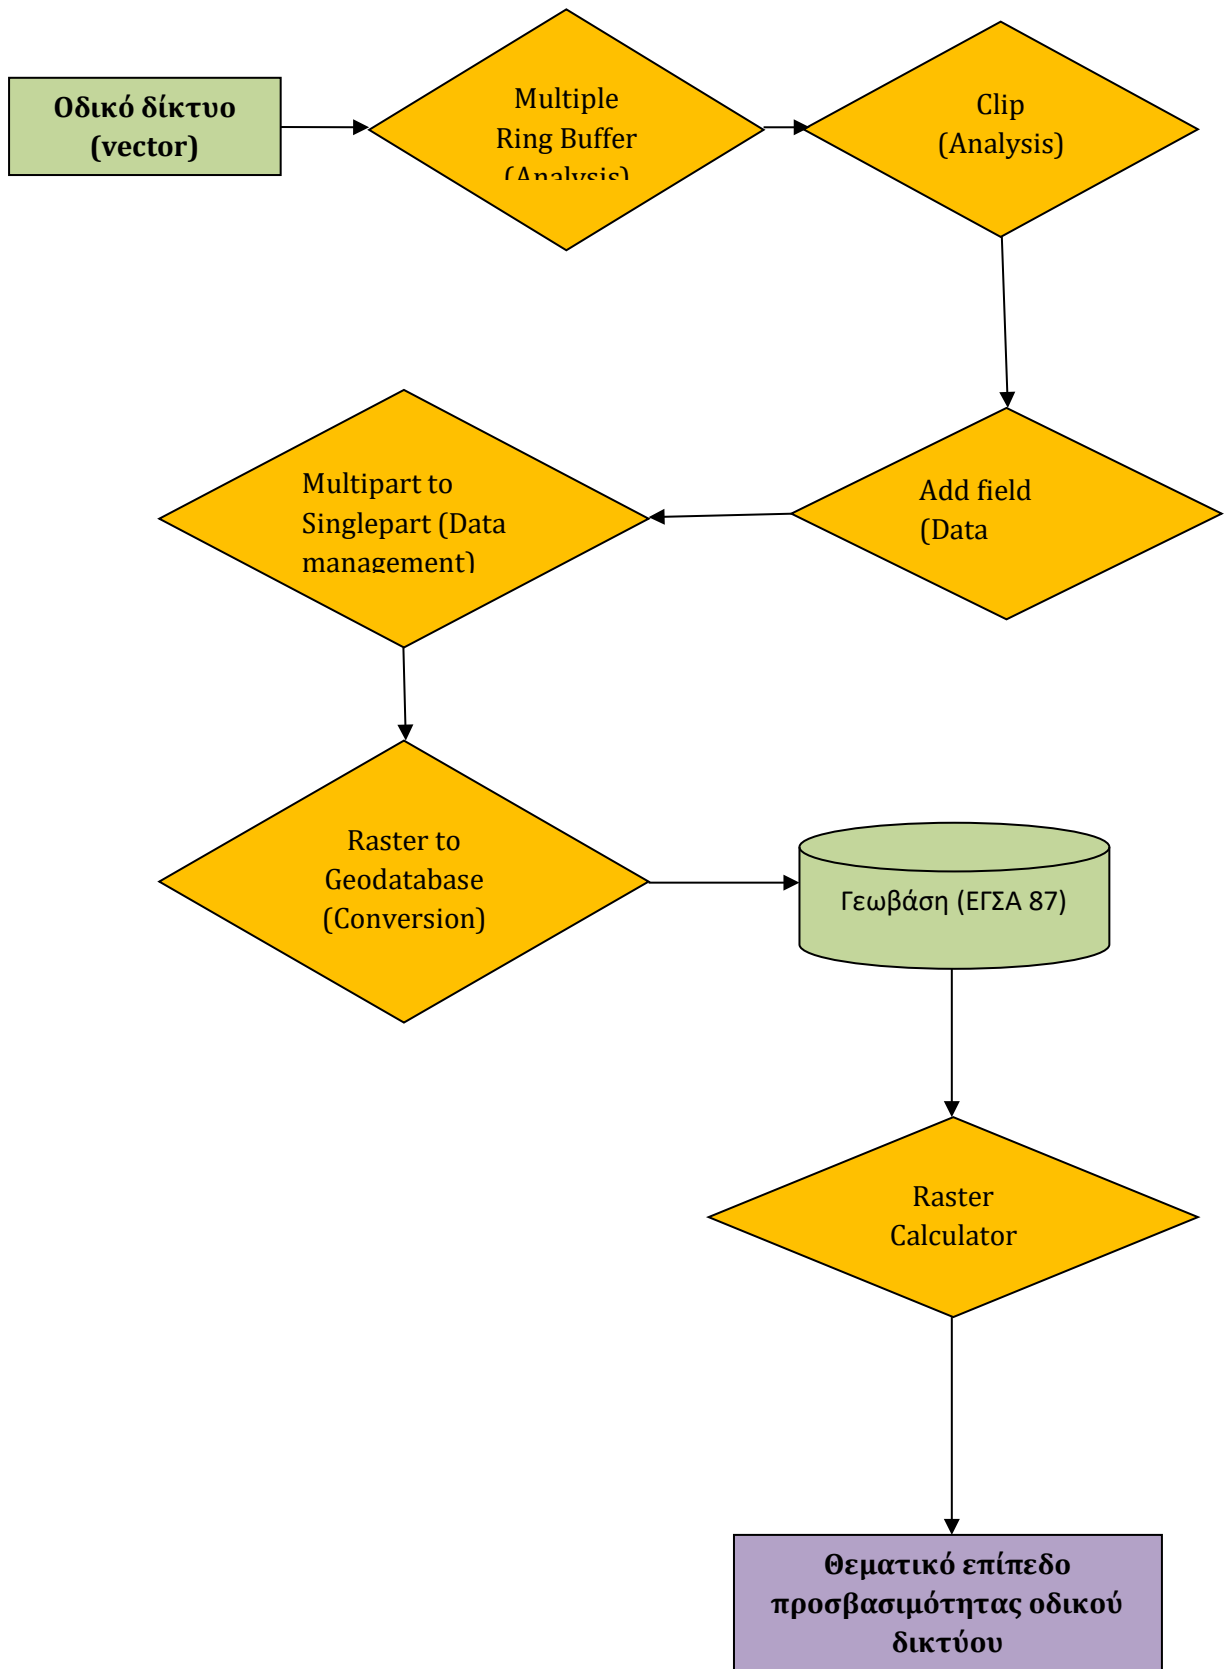 Οδικό δίκτυο
(vector)
Multiple
Ring Buffer
(Analysis)
Clip
(Analysis)
Add field
(Data
Multipart to
Singlepart (Data
management)
Raster to
Geodatabase
(Conversion)
Γεωβάση (ΕΓΣΑ 87)
Raster
Calculator
Θεματικό επίπεδο
προσβασιμότητας οδικού
δικτύου